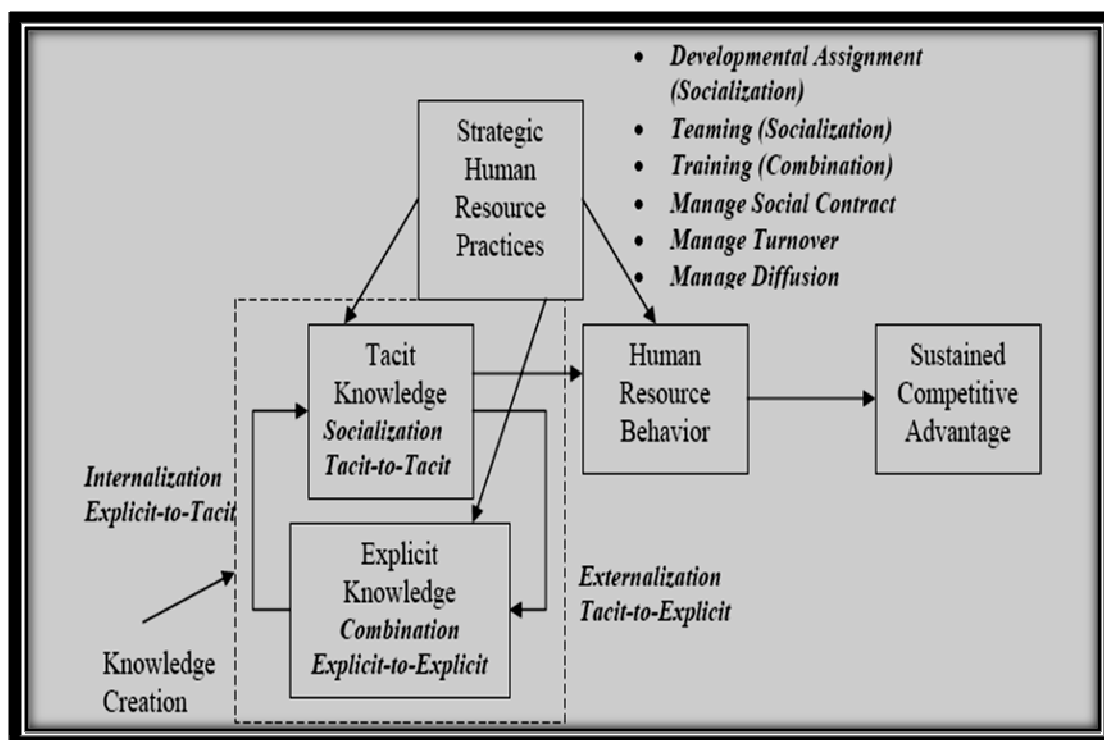 Strategic
Human
Resource
Practices
• Developmental Assignment
(Socialization)
• Teaming (Socialization)
• Training (Combination)
• Manage Social Contract
• Manage Turnover
• Manage Diffusion
Tacit
Knowledge
Socialization
Tacit-to-Tacit
Human
Resource
Behavior
Sustained
Competitive
Advantage
Internalization
Explicit-to-Tacit
Explicit
Knowledge
Combination
Explicit-to-Explicit
Externalization
Tacit-to-Explicit
Knowledge
Creation